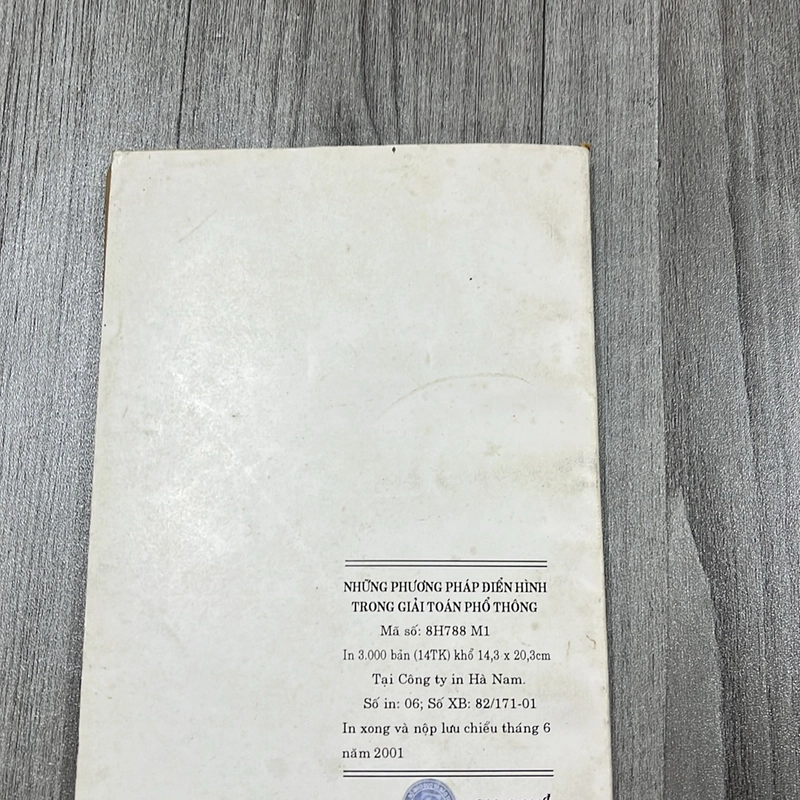 NHỮNG PHƯƠNG PHÁP DIỂN HÌNH
TRONG GIẢI TOÁN PHỔ THÔNG
Mã số: 8H788 M1
In 3.000 bản (14TK) khổ 14,3 x 20,3cm
Tại Công ty in Hà Nam.
Số in: 06; Số XB: 82/171-01
In xong và nộp lưu chiểu tháng 6
năm 2001